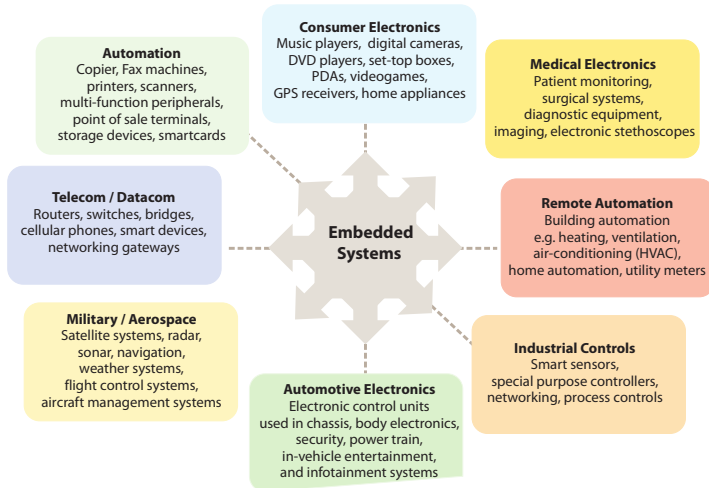 Consumer Electronics
Music players, digital cameras,
DVD players, set-top boxes,
PDAs, videogames,
GPS receivers, home appliances
Automation
Copier, Fax machines,
printers, scanners,
multi-function peripherals,
point of sale terminals,
storage devices, smartcards
Medical Electronics
Patient monitoring,
surgical systems,
diagnostic equipment,
imaging, electronic stethoscopes
Telecom / Datacom
Routers, switches, bridges,
cellular phones, smart devices,
networking gateways
Embedded
Systems
Remote Automation
Building automation
e.g. heating, ventilation,
air-conditioning (HVAC),
home automation, utility meters
Military / Aerospace
Satellite systems, radar,
sonar, navigation,
weather systems,
flight control systems,
aircraft management systems
Industrial Controls
Smart sensors,
special purpose controllers,
networking, process controls
Automotive Electronics
Electronic control units
used in chassis, body electronics,
security, power train,
in-vehicle entertainment,
and infotainment systems